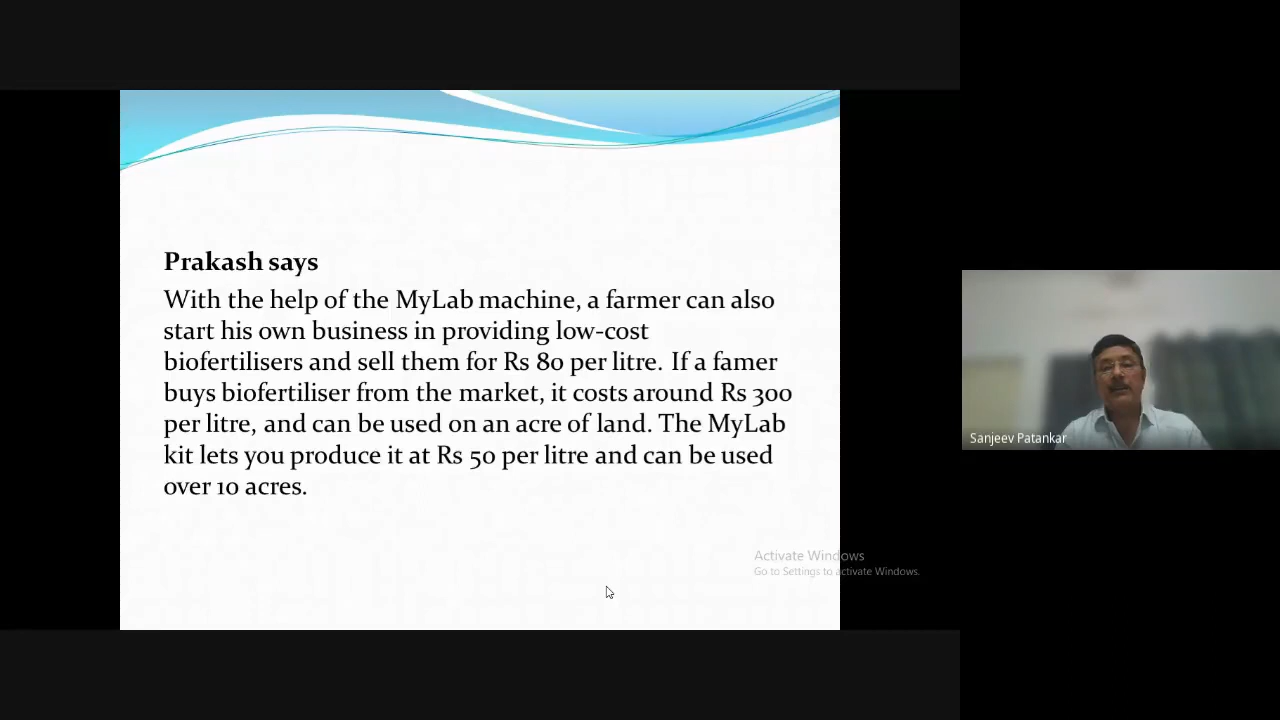 Prakash says
With the help of the MyLab machine, a farmer can also
start his own business in providing low-cost
biofertilisers and sell them for Rs 80 per litre. If a famer
buys biofertiliser from the market, it costs around Rs 300
per litre, and can be used on an acre of land. The MyLab
kit lets you produce it at Rs 50 per litre and can be used
over 10 acres.
Sanjeev Patankar
Activate Windows
Go to Settings to activate Windows.